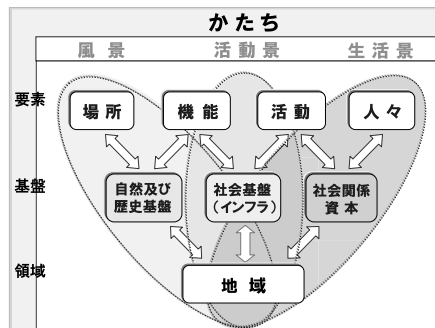 かたち
風景 活動景 生活景
要素
場所 機能 活動 人々
基盤
自然及び
歴史基盤
社会基盤
(インフラ)
社会関係
資本
領域
地域